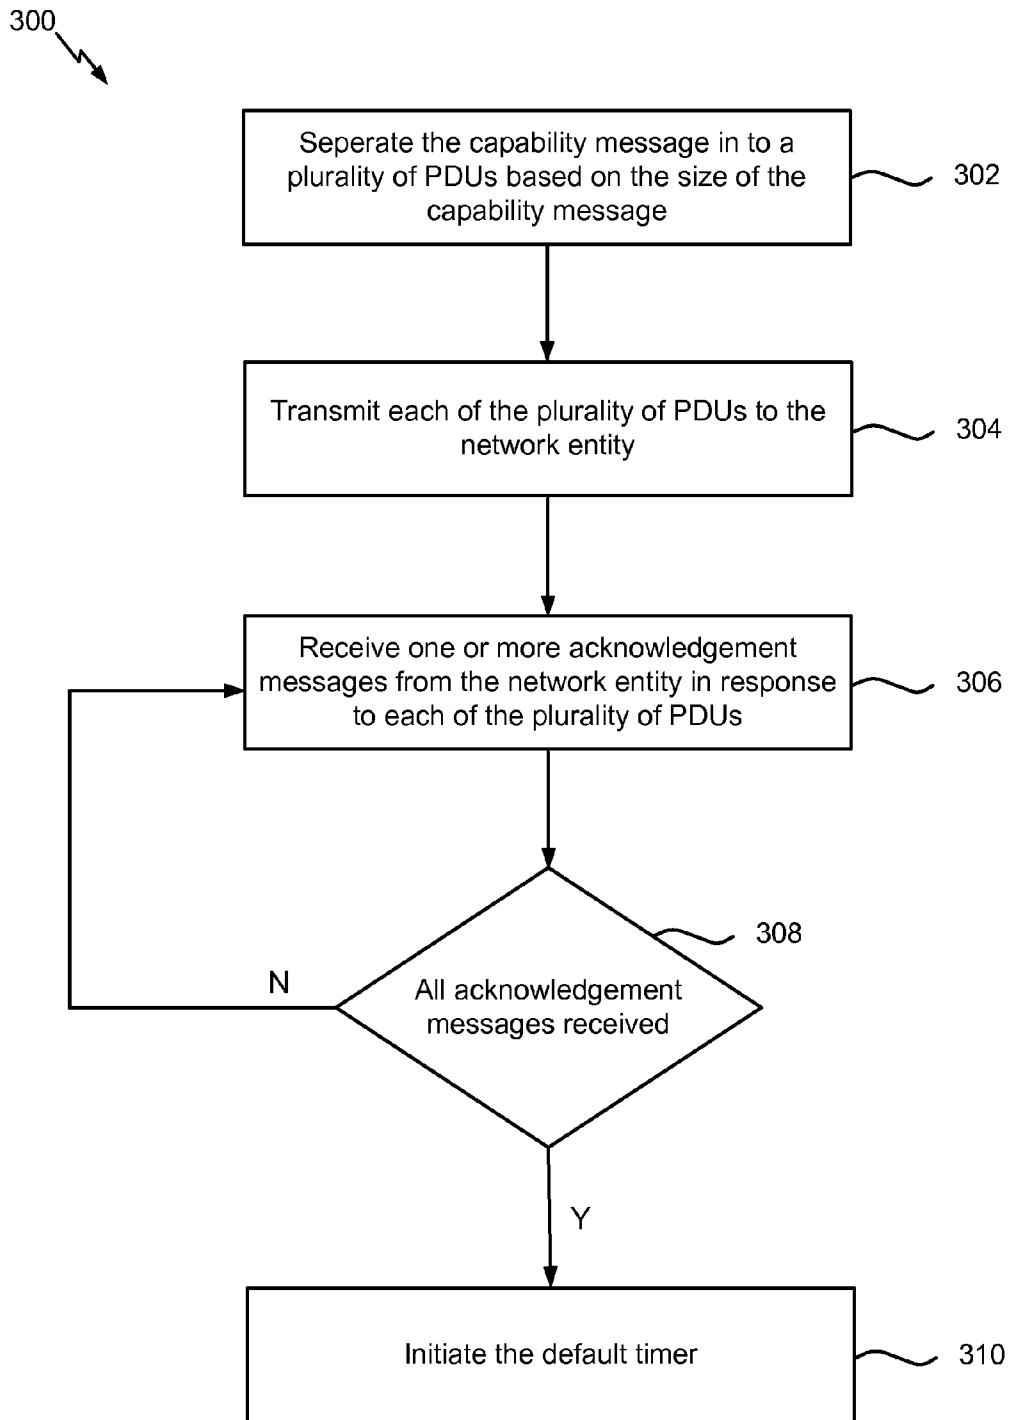 300
Seperate the capability message in to a
plurality of PDUs based on the size of the
capability message
302
Transmit each of the plurality of PDUs to the
network entity
304
Receive one or more acknowledgement
messages from the network entity in response
to each of the plurality of PDUs
306
308
All acknowledgement
messages received
N
Y
Initiate the default timer
310